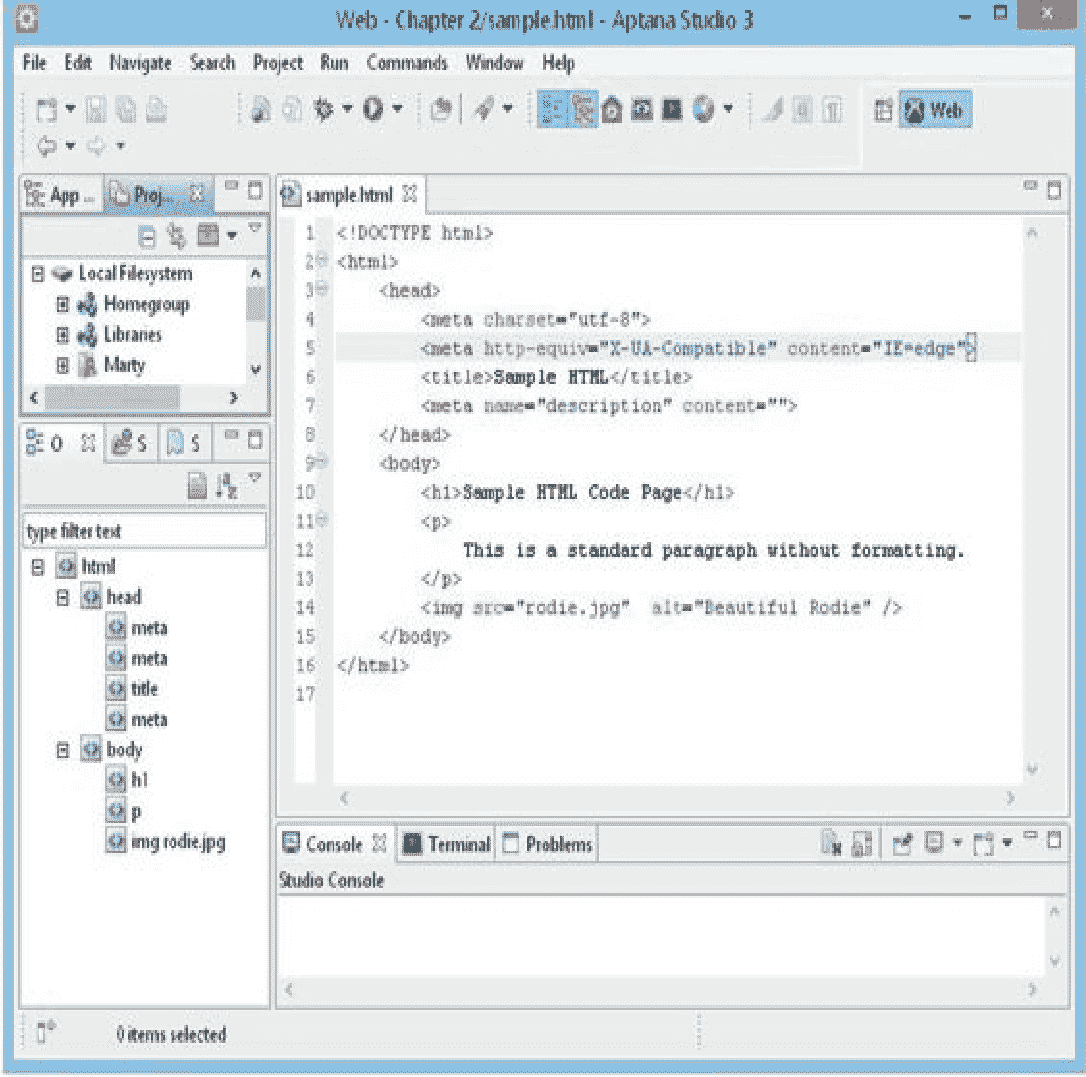 Web - Chapter 2/sample.html - Aptana Studio 3
File Edit Navigate Search Project Run Commands Window Help
Web
App ... Proj...
Local Filesystem
Homegroup
Libraries
Marty
O S S
type filter text
html
head
meta
meta
title
meta
body
h1
p
img rodie.jpg
sample.html
1 <!DOCTYPE html>
2 <html>
3 <head>
4 <meta charset="utf-8">
5 <meta http-equiv="X-UA-Compatible" content="IE=edge">
6 <title>Sample HTML</title>
7 <meta name="description" content="">
8 </head>
9 <body>
10 <h1>Sample HTML Code Page</h1>
11 <p>
12 This is a standard paragraph without formatting.
13 </p>
14 <img src="rodie.jpg" alt="Beautiful Rodie" />
15 </body>
16 </html>
17
Console Terminal Problems
Studio Console
0 items selected